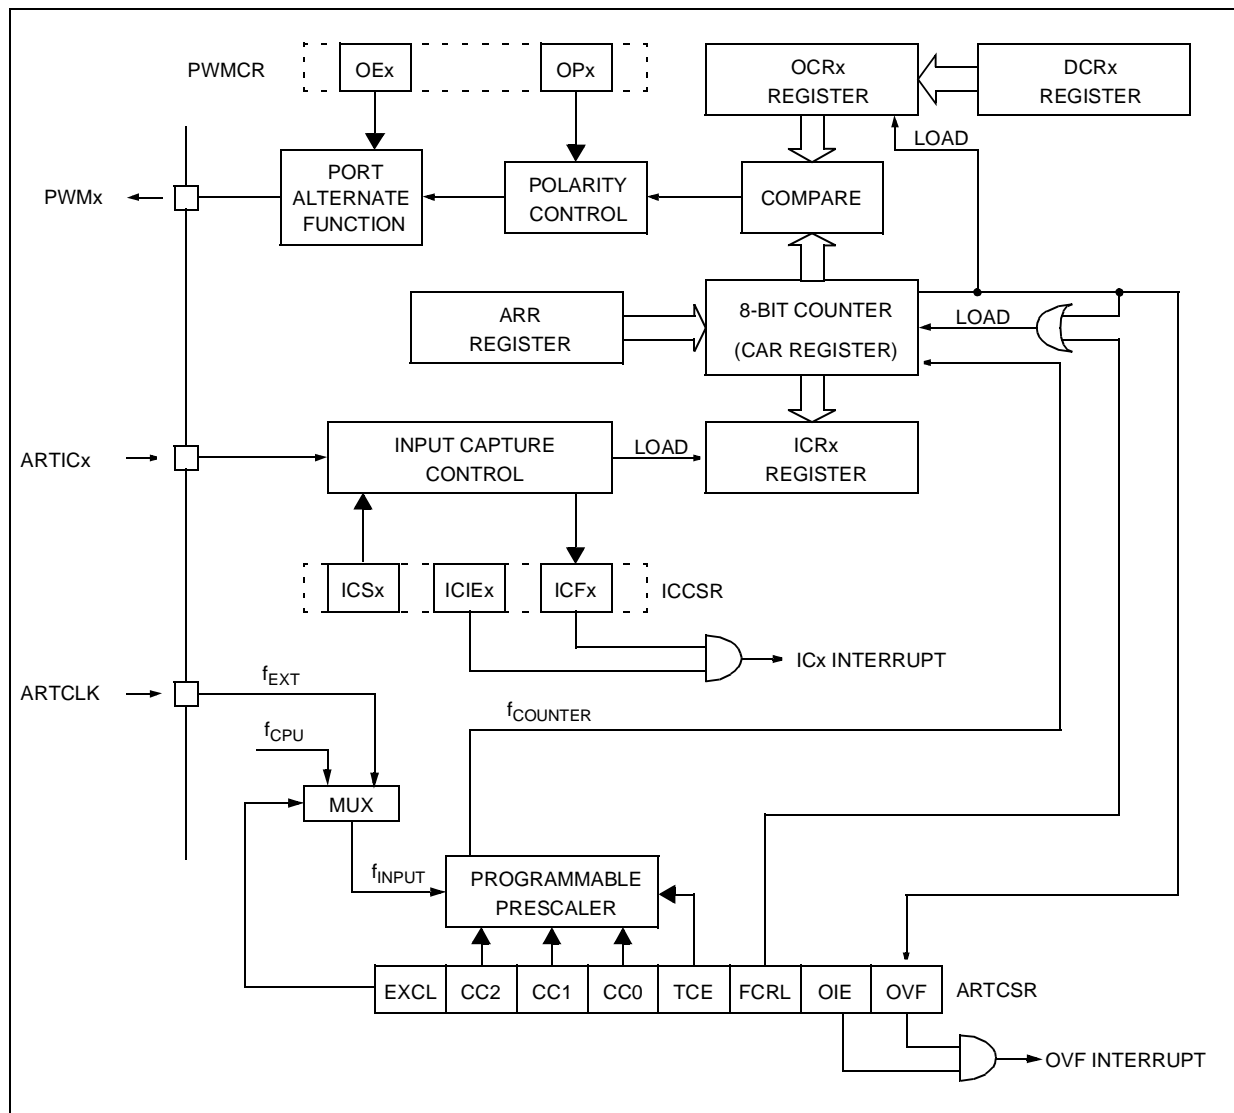 PWMCR
OEx
OPx
OCRx
REGISTER
DCRx
REGISTER
LOAD
PWMx
PORT
ALTERNATE
FUNCTION
POLARITY
CONTROL
COMPARE
ARR
REGISTER
8-BIT COUNTER
(CAR REGISTER)
LOAD
ARTICx
INPUT CAPTURE
CONTROL
LOAD
ICRx
REGISTER
ICSx
ICIEx
ICFx
ICCSR
ICx INTERRUPT
ARTCLK
fEXT
fCPU
fCOUNTER
MUX
fINPUT
PROGRAMMABLE
PRESCALER
EXCL
CC2
CC1
CC0
TCE
FCRL
OIE
OVF
ARTCSR
OVF INTERRUPT